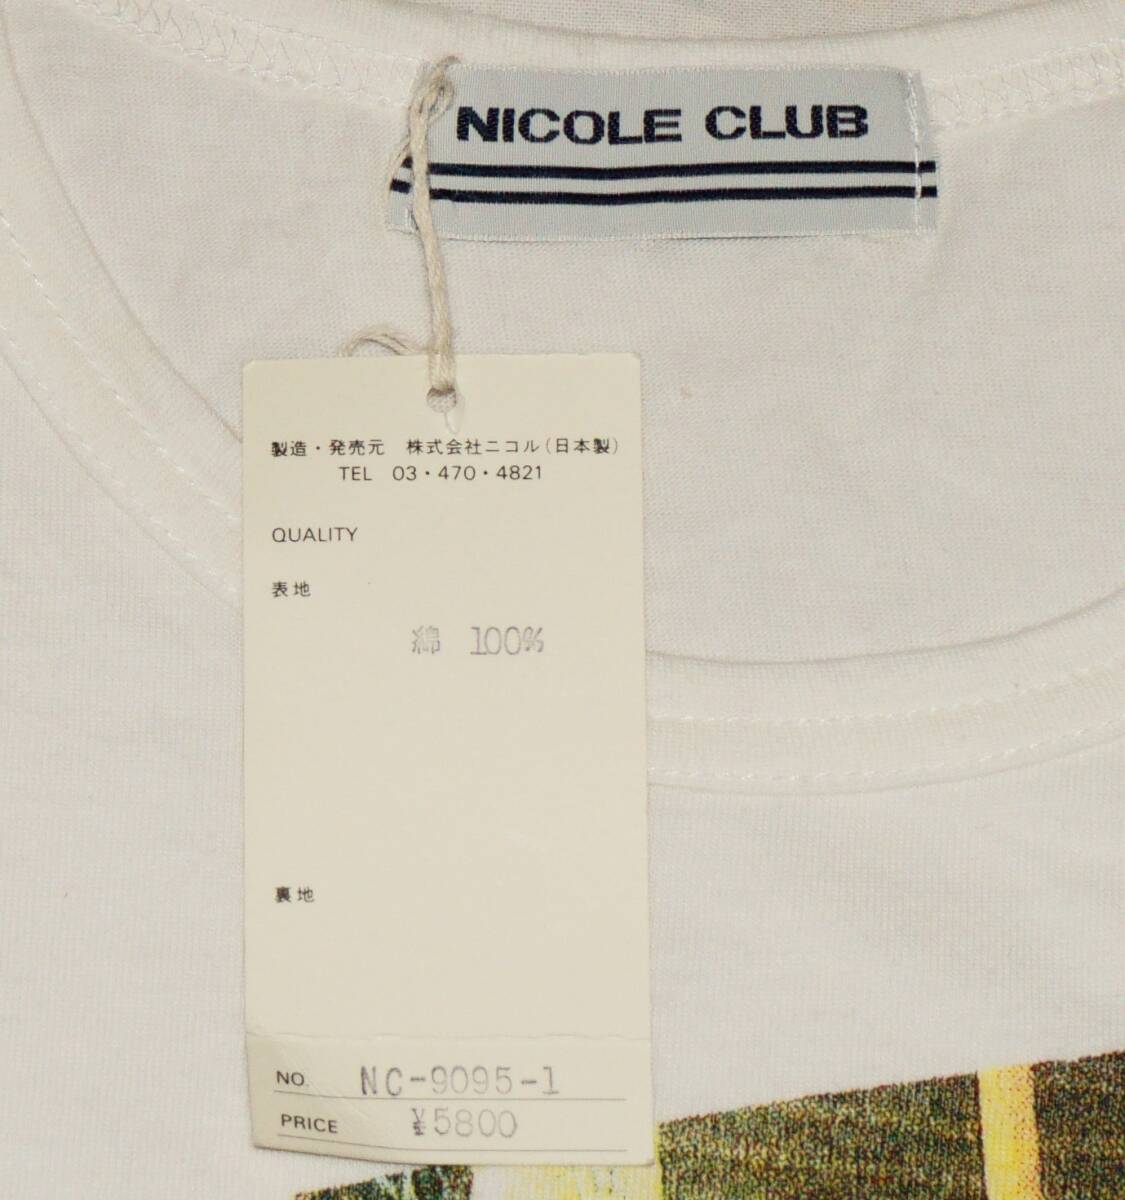 NICOLE CLUB
製造・発売元 株式会社ニコル(日本製)
TEL 03・470・4821
QUALITY
表地
綿 100%
裏地
NO. NC-9095-1
PRICE ¥5800